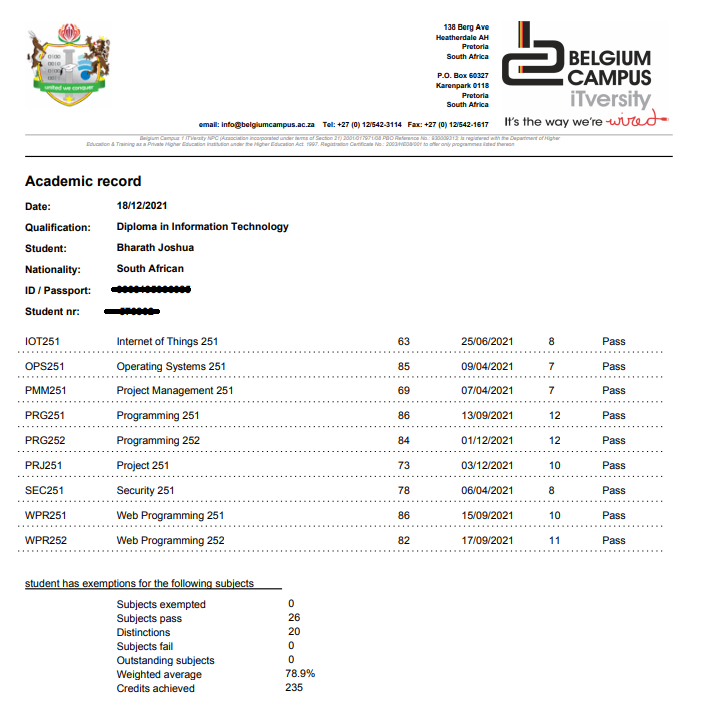 0100
0010
0100
0011
united we conquer
138 Berg Ave
Heatherdale AH
Pretoria
South Africa
P.O. Box 60327
Karenpark 0118
Pretoria
South Africa
BELGIUM
CAMPUS
iTversity
It's the way we're wired
email: info@belgiumcampus.ac.za Tel: +27 (0) 12/542-3114 Fax: +27 (0) 12/542-1617
Belgium Campus 1 ITversity NPC (Association incorporated under terms of Section 21) 2001/017971/08 PBO Reference No.: 930009313: is registered with the Department of Higher
Education & Training as a Private Higher Education Institution under the Higher Education Act. 1997. Registration Certificate No.: 2003/HE08/001 to offer only programmes listed thereon
Academic record
Date: 18/12/2021
Qualification: Diploma in Information Technology
Student: Bharath Joshua
Nationality: South African
ID / Passport:
Student nr:
IOT251 Internet of Things 251 63 25/06/2021 8 Pass
OPS251 Operating Systems 251 85 09/04/2021 7 Pass
PMM251 Project Management 251 69 07/04/2021 7 Pass
PRG251 Programming 251 86 13/09/2021 12 Pass
PRG252 Programming 252 84 01/12/2021 12 Pass
PRJ251 Project 251 73 03/12/2021 10 Pass
SEC251 Security 251 78 06/04/2021 8 Pass
WPR251 Web Programming 251 86 15/09/2021 10 Pass
WPR252 Web Programming 252 82 17/09/2021 11 Pass
student has exemptions for the following subjects
Subjects exempted 0
Subjects pass 26
Distinctions 20
Subjects fail 0
Outstanding subjects 0
Weighted average 78.9%
Credits achieved 235